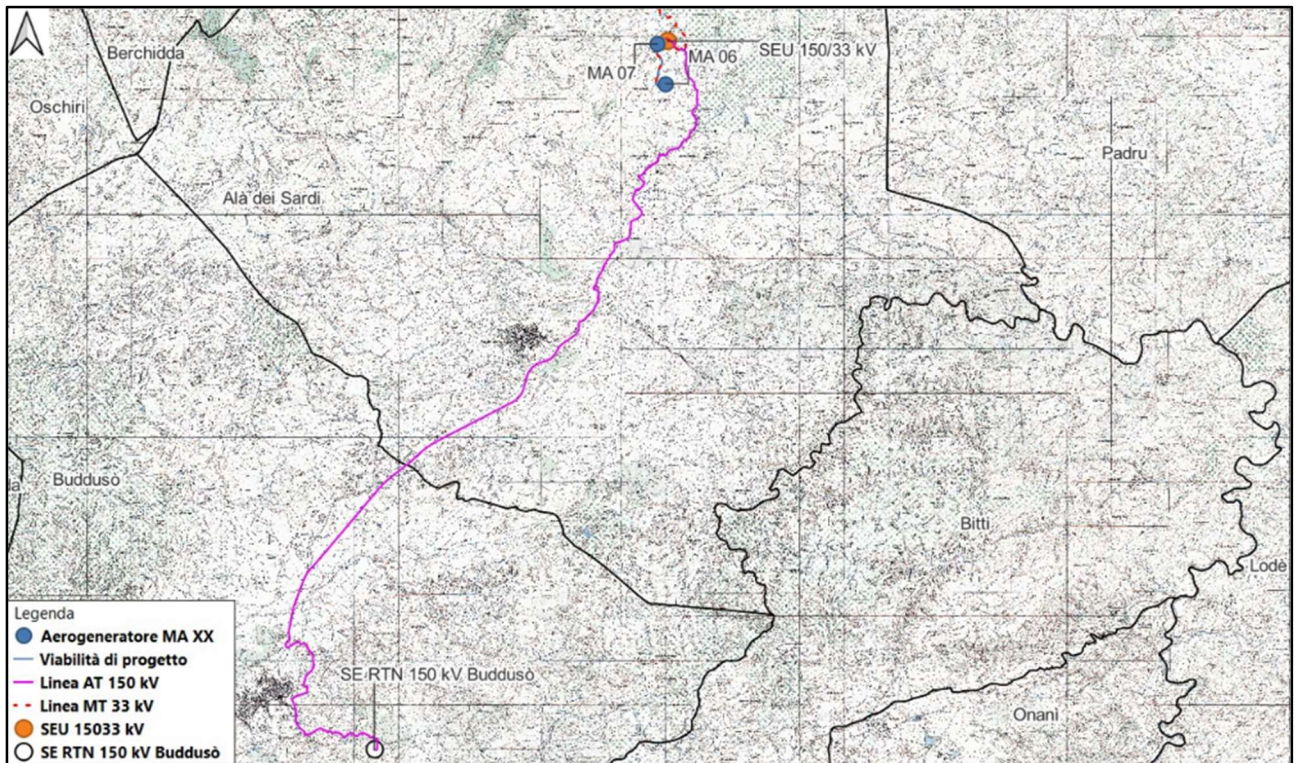 Berchidda
SEU 150/33 kV
MA 06
MA 07
Oschiri
Padru
Alà dei Sardi
Buddusò
Bitti
Lodè
Legenda
Aerogeneratore MA XX
Viabilità di progetto
Linea AT 150 kV
Linea MT 33 kV
SEU 15033 kV
SE RTN 150 kV Buddusò
SE RTN 150 kV Buddusò
Onanì